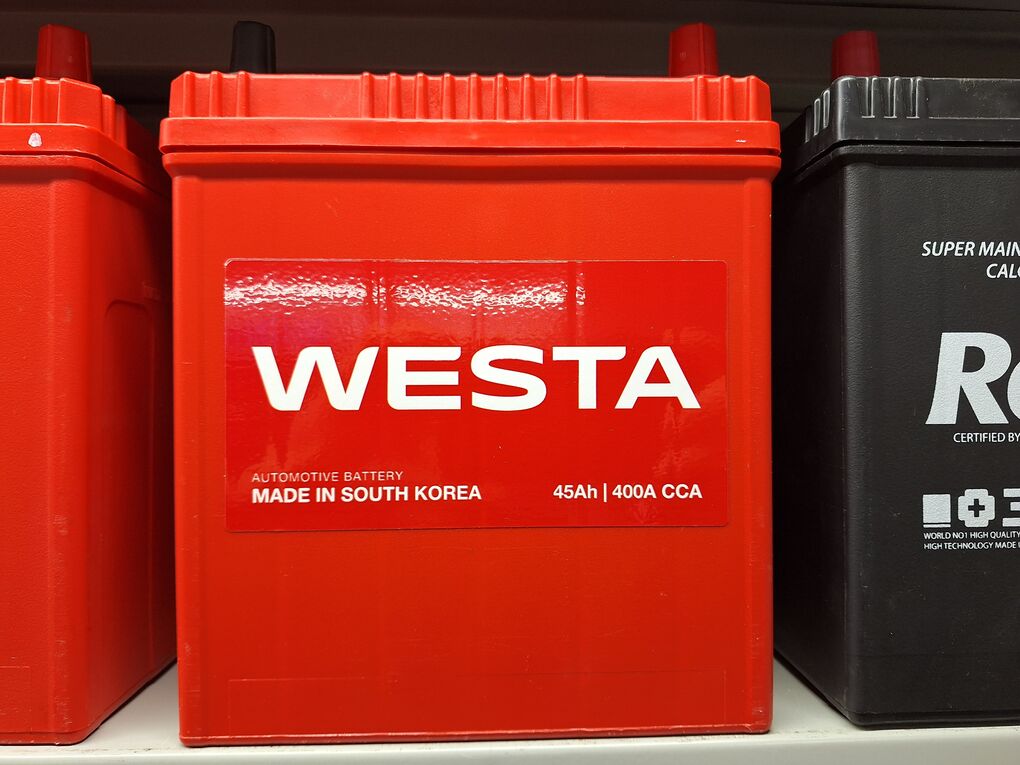 WESTA
AUTOMOTIVE BATTERY
MADE IN SOUTH KOREA
45Ah | 400A CCA
SUPER MAIN
CALC
R
CERTIFIED BY
WORLD NO1 HIGH QUALITY
HIGH TECHNOLOGY MADE